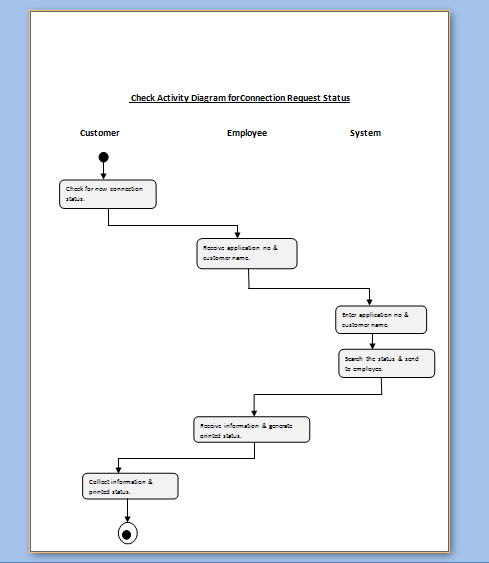 Check Activity Diagram forConnection Request Status
Customer Employee System
Check for now connection
status.
Receive application no &
customer name.
Enter application no &
customer name.
Search the status & send
to employee.
Receive information & generate
printed status.
Collect information &
printed status.